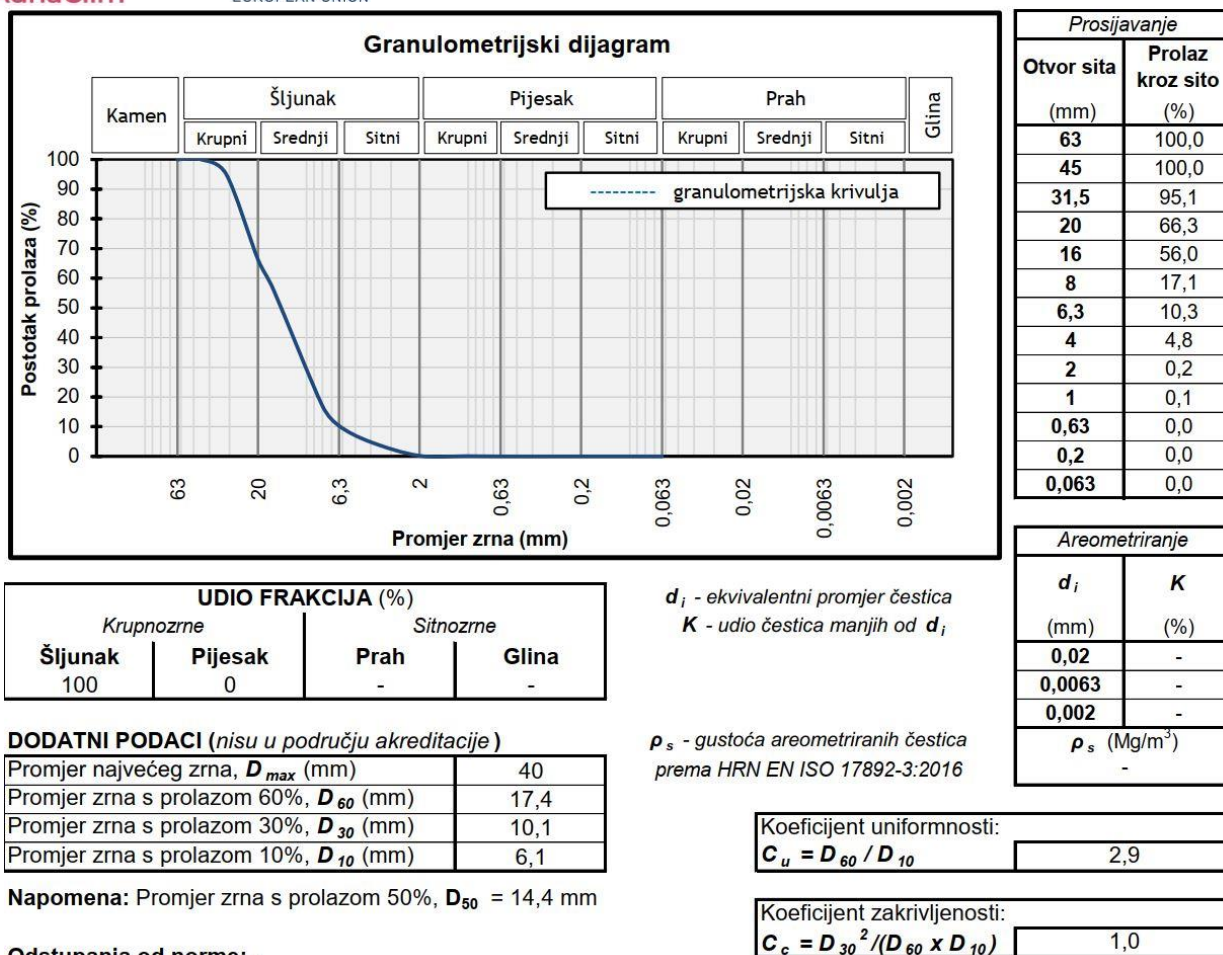 EUROPEAN UNION
Granulometrijski dijagram
Kamen
Šljunak
Pijesak
Prah
Glina
Krupni
Srednji
Sitni
Krupni
Srednji
Sitni
Krupni
Srednji
Sitni
granulometrijska krivulja
Postotak prolaza (%)
100
90
80
70
60
50
40
30
20
10
0
63
20
6,3
2
0,63
0,2
0,063
0,02
0,0063
0,002
Promjer zrna (mm)
Prosijavanje
Otvor sita Prolaz kroz sito
(mm) (%)
63 100,0
45 100,0
31,5 95,1
20 66,3
16 56,0
8 17,1
6,3 10,3
4 4,8
2 0,2
1 0,1
0,63 0,0
0,2 0,0
0,063 0,0
Areometriranje
d i K
(mm) (%)
0,02 -
0,0063 -
0,002 -
ρ s (Mg/m³)
-
UDIO FRAKCIJA (%)
Krupnozrne Sitnozrne
Šljunak Pijesak Prah Glina
100 0 - -
d i - ekvivalentni promjer čestica
K - udio čestica manjih od d i
DODATNI PODACI (nisu u području akreditacije )
Promjer najvećeg zrna, D max (mm) 40
Promjer zrna s prolazom 60%, D 60 (mm) 17,4
Promjer zrna s prolazom 30%, D 30 (mm) 10,1
Promjer zrna s prolazom 10%, D 10 (mm) 6,1
ρ s - gustoća areometriranih čestica
prema HRN EN ISO 17892-3:2016
Napomena: Promjer zrna s prolazom 50%, D50 = 14,4 mm
Koeficijent uniformnosti:
C u = D 60 / D 10 2,9
Koeficijent zakrivljenosti:
C c = D 30 ² /(D 60 x D 10 ) 1,0
Odstupanja od norme: -